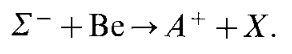 Σ⁻ + Be → A⁺ + X.